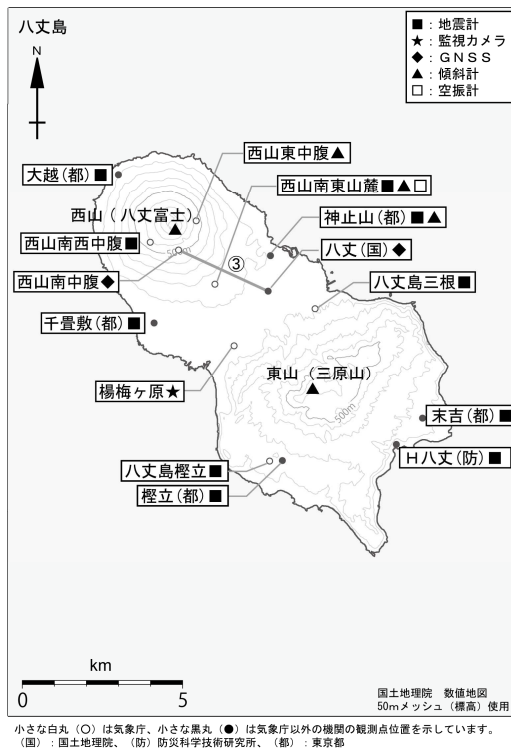 八丈島
■：地震計
★：監視カメラ
◆：ＧＮＳＳ
▲：傾斜計
□：空振計
N
西山東中腹▲
大越(都)■
西山南東山麓■▲□
西山（八丈富士）
神止山(都)■▲
西山南西中腹■
八丈(国)◆
③
西山南中腹◆
八丈島三根■
千畳敷(都)■
東山（三原山）
楊梅ヶ原★
500m
末吉(都)■
Ｈ八丈(防)■
八丈島樫立■
樫立(都)■
km
0 5
国土地理院 数値地図
50mメッシュ（標高）使用
小さな白丸（○）は気象庁、小さな黒丸（●）は気象庁以外の機関の観測点位置を示しています。
（国）：国土地理院、（防）防災科学技術研究所、（都）：東京都